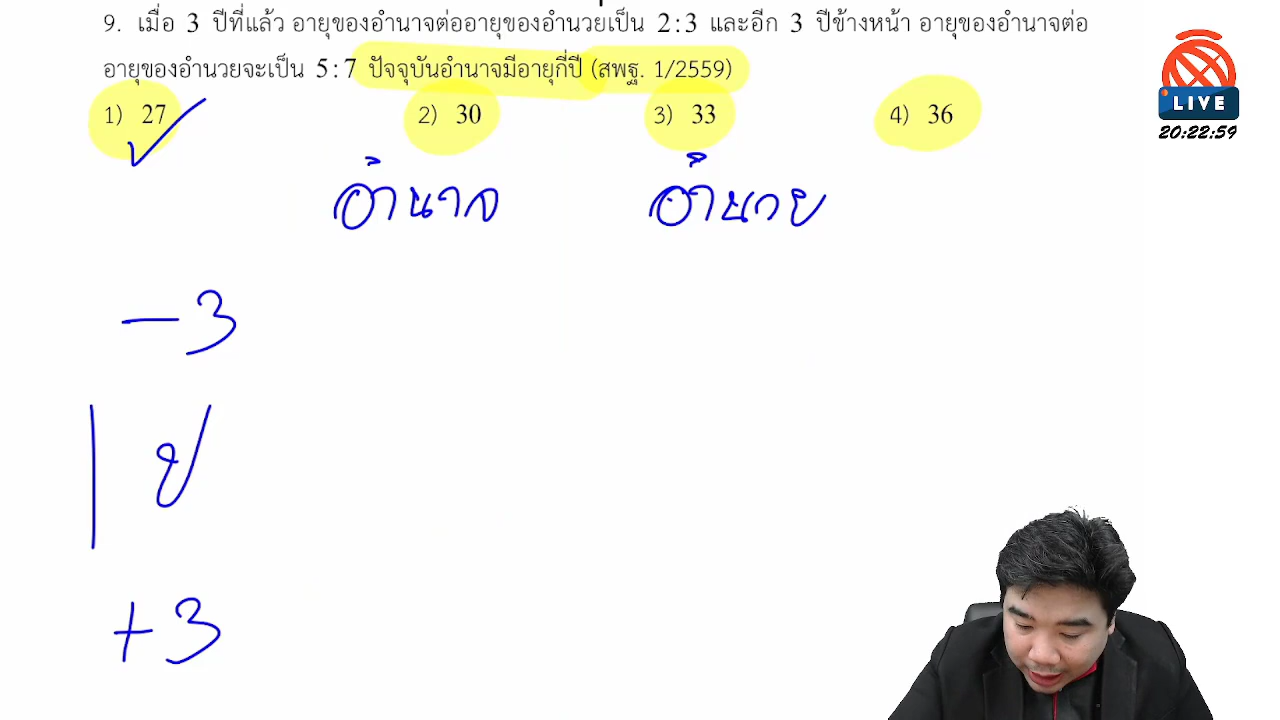 9. เมื่อ 3 ปีที่แล้ว อายุของอำนาจต่ออายุของอำนวยเป็น 2:3 และอีก 3 ปีข้างหน้า อายุของอำนาจต่อ
อายุของอำนวยจะเป็น 5:7 ปัจจุบันอำนาจมีอายุกี่ปี (สพฐ. 1/2559)
1) 27 2) 30 3) 33 4) 36
LIVE
20:22:59
อำนาจ อำนวย
-3
ป
+3